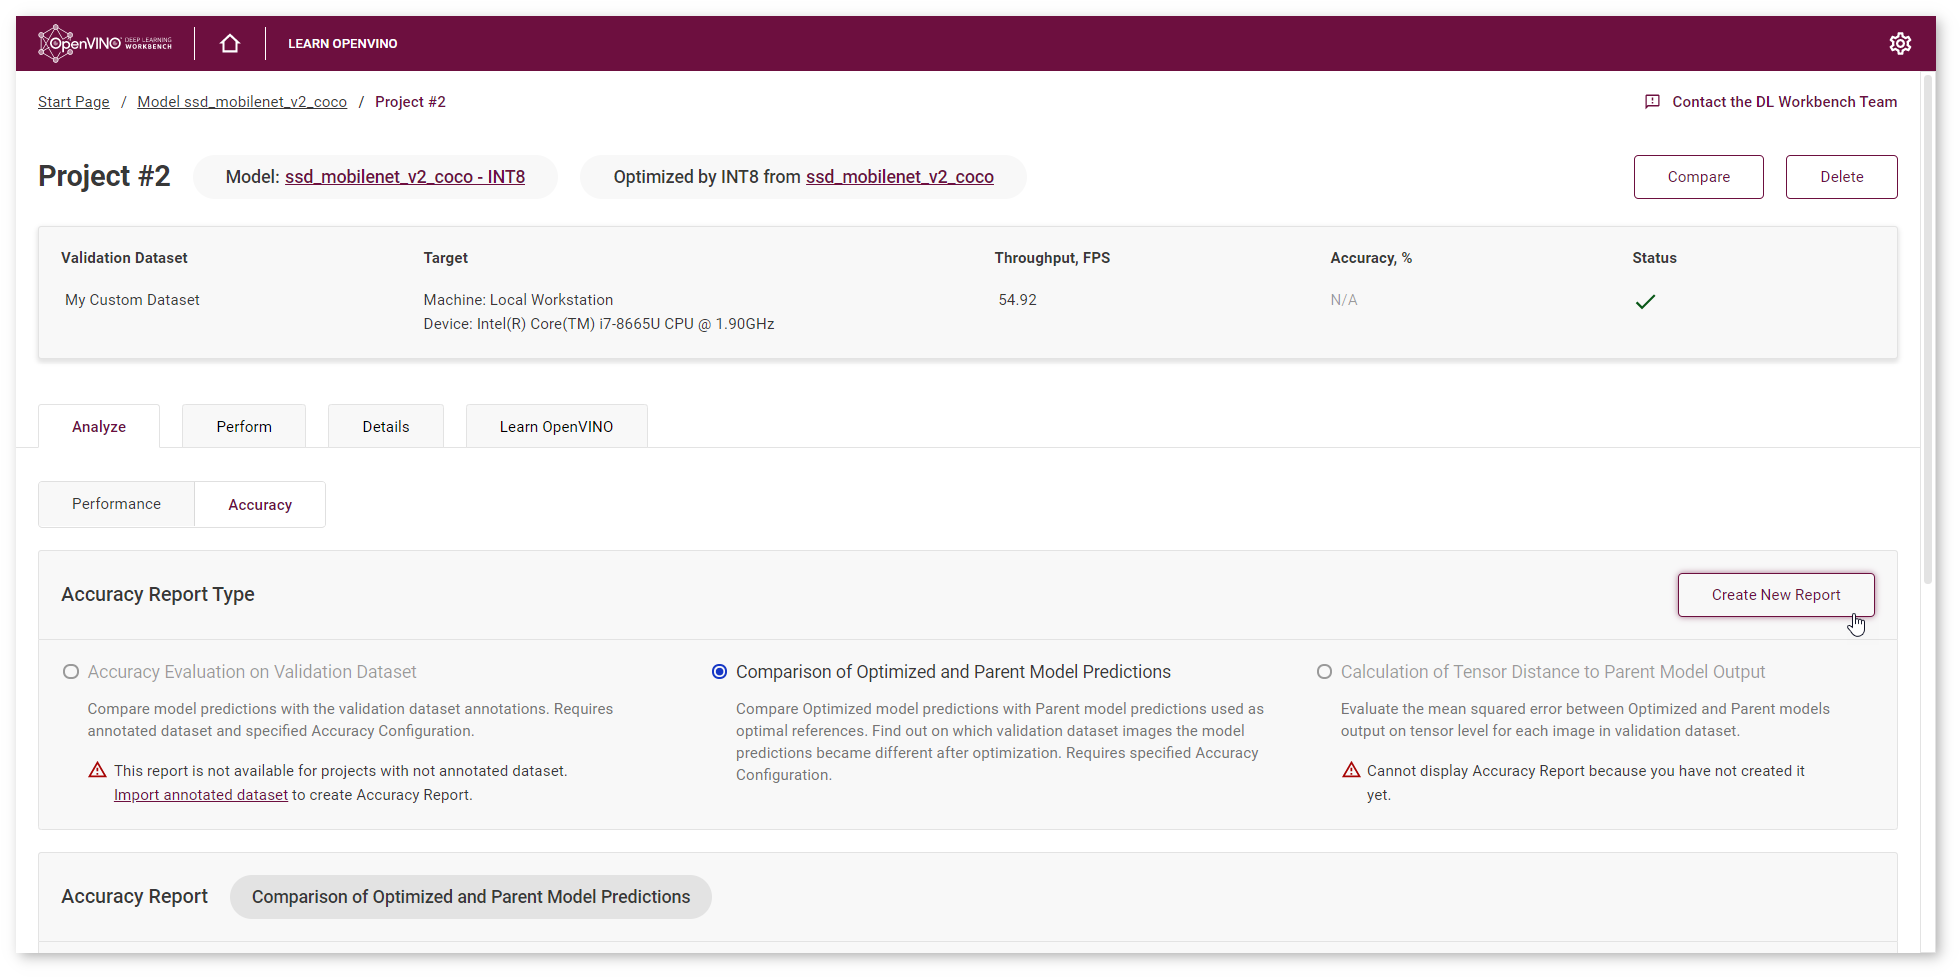 OpenVINO DEEP LEARNING WORKBENCH
LEARN OPENVINO
Start Page / Model ssd_mobilenet_v2_coco / Project #2
Contact the DL Workbench Team
Project #2
Model: ssd_mobilenet_v2_coco - INT8
Optimized by INT8 from ssd_mobilenet_v2_coco
Compare
Delete
Validation Dataset
Target
Throughput, FPS
Accuracy, %
Status
My Custom Dataset
Machine: Local Workstation
Device: Intel(R) Core(TM) i7-8665U CPU @ 1.90GHz
54.92
N/A
Analyze
Perform
Details
Learn OpenVINO
Performance
Accuracy
Accuracy Report Type
Create New Report
Accuracy Evaluation on Validation Dataset
Compare model predictions with the validation dataset annotations. Requires
annotated dataset and specified Accuracy Configuration.
This report is not available for projects with not annotated dataset.
Import annotated dataset to create Accuracy Report.
Comparison of Optimized and Parent Model Predictions
Compare Optimized model predictions with Parent model predictions used as
optimal references. Find out on which validation dataset images the model
predictions became different after optimization. Requires specified Accuracy
Configuration.
Calculation of Tensor Distance to Parent Model Output
Evaluate the mean squared error between Optimized and Parent models
output on tensor level for each image in validation dataset.
Cannot display Accuracy Report because you have not created it
yet.
Accuracy Report
Comparison of Optimized and Parent Model Predictions